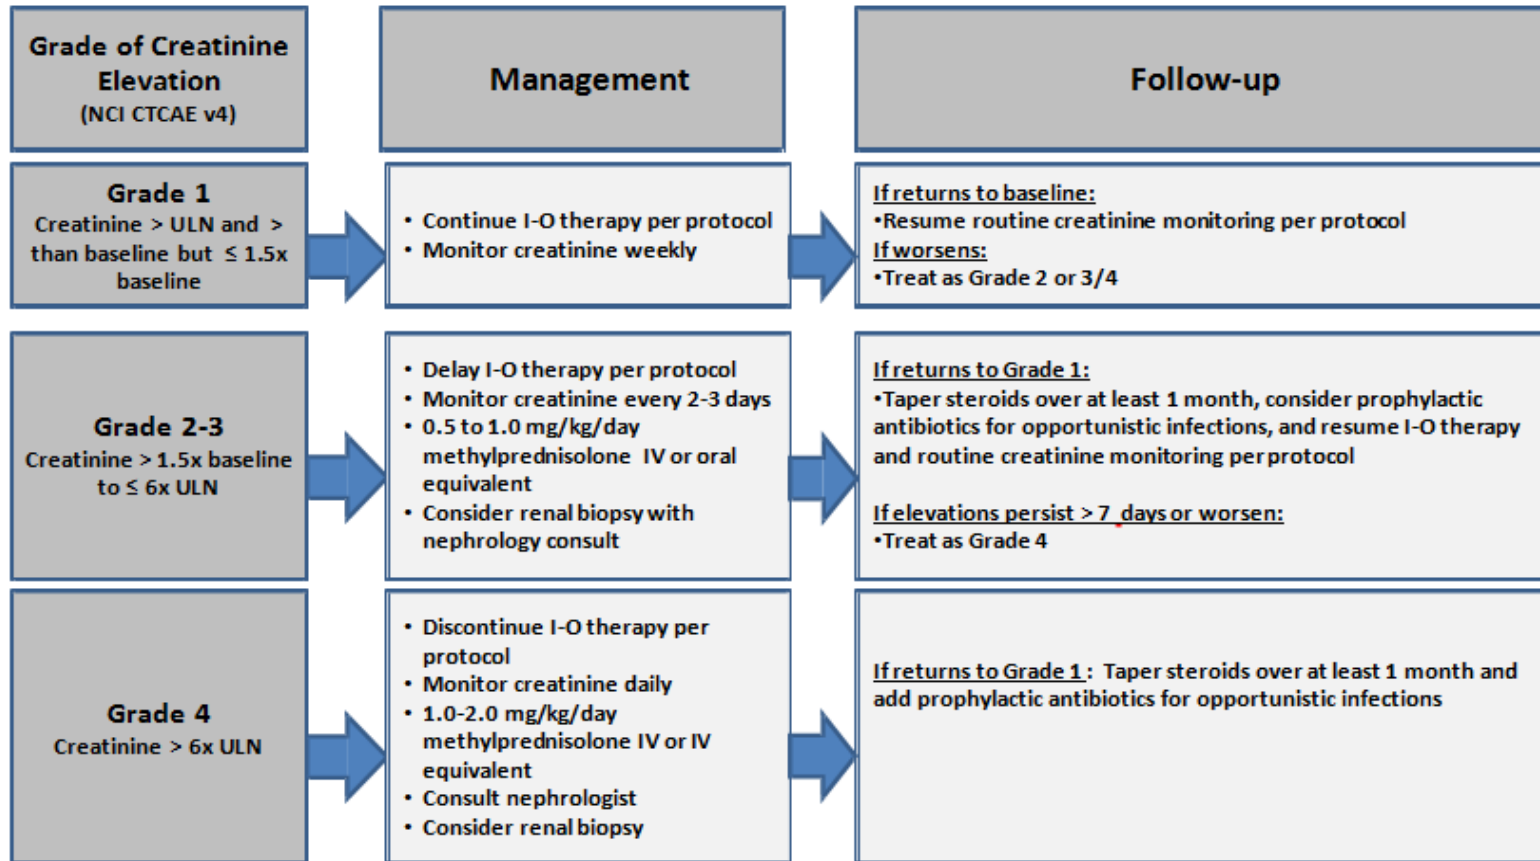 Grade of Creatinine
Elevation
(NCI CTCAE v4)
Management
Follow-up
Grade 1
Creatinine > ULN and >
than baseline but ≤ 1.5x
baseline
• Continue I-O therapy per protocol
• Monitor creatinine weekly
If returns to baseline:
•Resume routine creatinine monitoring per protocol
If worsens:
•Treat as Grade 2 or 3/4
Grade 2-3
Creatinine > 1.5x baseline
to ≤ 6x ULN
• Delay I-O therapy per protocol
• Monitor creatinine every 2-3 days
• 0.5 to 1.0 mg/kg/day
methylprednisolone IV or oral
equivalent
• Consider renal biopsy with
nephrology consult
If returns to Grade 1:
•Taper steroids over at least 1 month, consider prophylactic
antibiotics for opportunistic infections, and resume I-O therapy
and routine creatinine monitoring per protocol
If elevations persist > 7 days or worsen:
•Treat as Grade 4
Grade 4
Creatinine > 6x ULN
• Discontinue I-O therapy per
protocol
• Monitor creatinine daily
• 1.0-2.0 mg/kg/day
methylprednisolone IV or IV
equivalent
• Consult nephrologist
• Consider renal biopsy
If returns to Grade 1 : Taper steroids over at least 1 month and
add prophylactic antibiotics for opportunistic infections